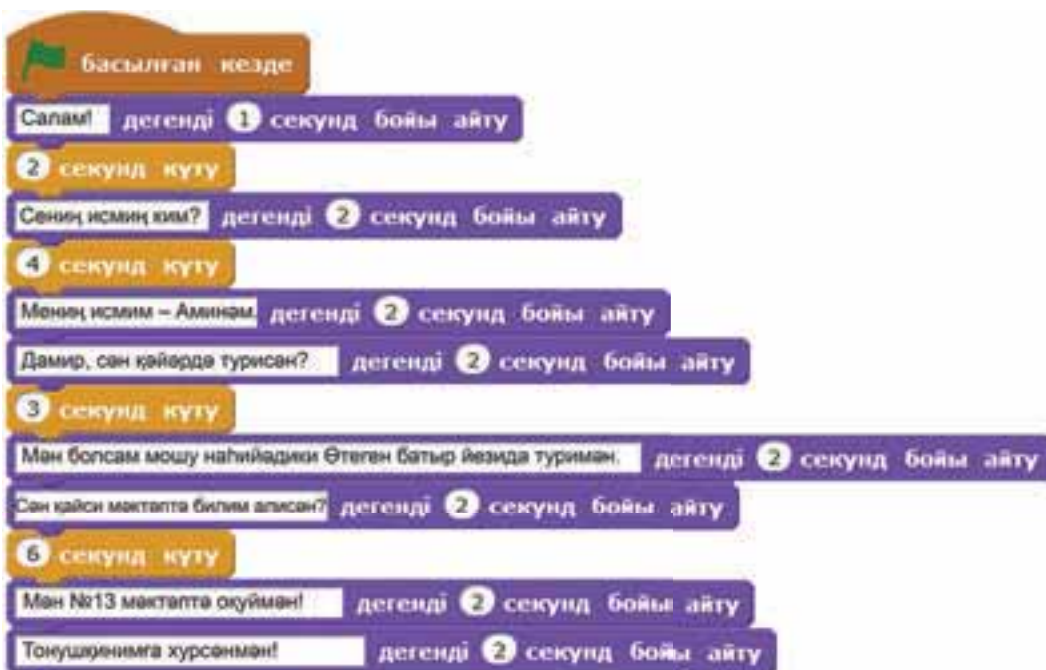 басылған кезде
Салам! дегенді 1 секунд бойы айту
2 секунд күту
Сениң исмиң ким? дегенді 2 секунд бойы айту
4 секунд күту
Мениң исмим – Аминәм. дегенді 2 секунд бойы айту
Дамир, сән қәйәрдә турисән? дегенді 2 секунд бойы айту
3 секунд күту
Мән болсам мошу наһийәдики Өтеген батыр йезида туримән. дегенді 2 секунд бойы айту
Сән қайси мәктәптә билим алисән? дегенді 2 секунд бойы айту
6 секунд күту
Мән №13 мәктәптә оқуймән! дегенді 2 секунд бойы айту
Тонушқинимға хурсәнмән! дегенді 2 секунд бойы айту